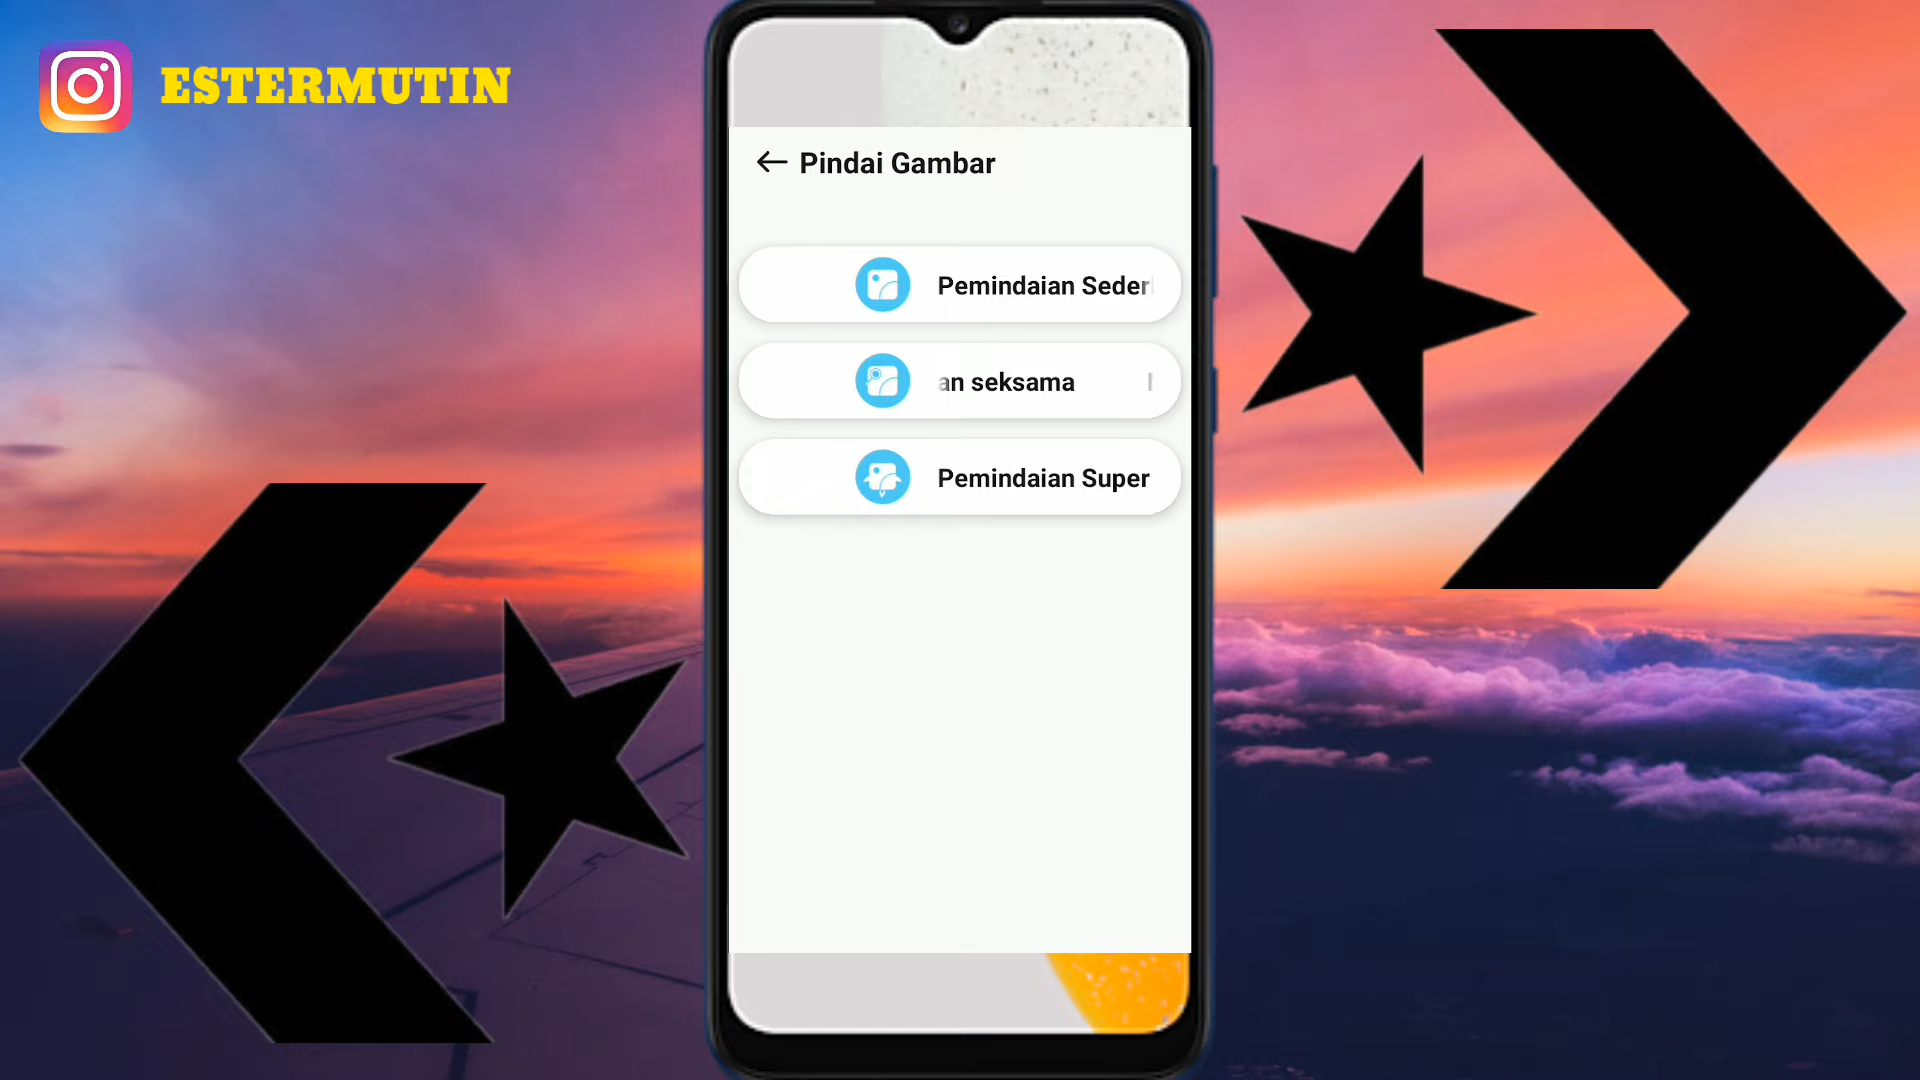 ESTERMUTIN
Pindai Gambar
Pemindaian Seder
an seksama
Pemindaian Super